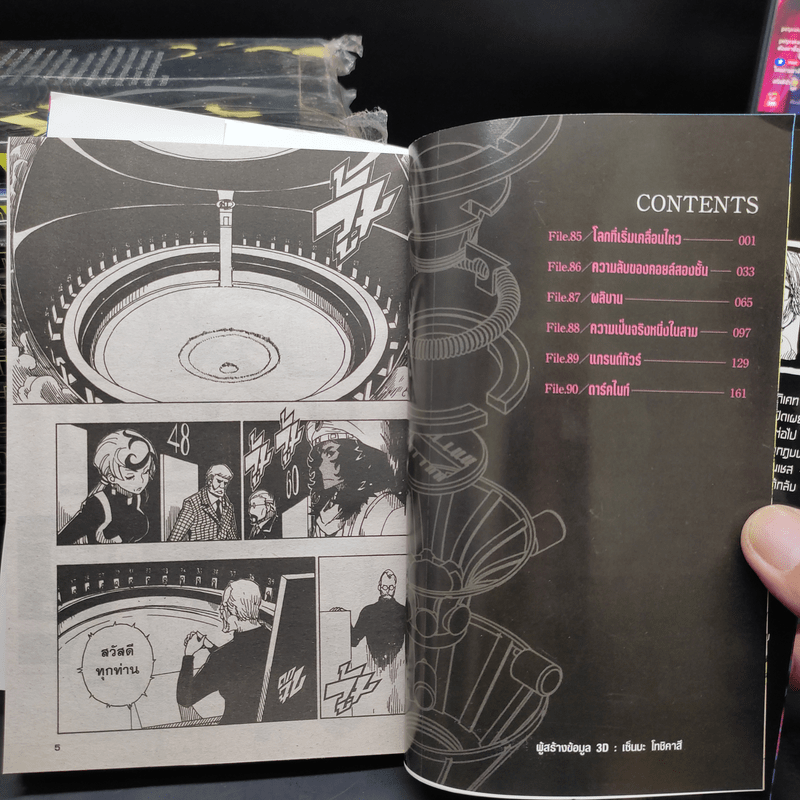 48
60
สวัสดี
ทุกท่าน
5
CONTENTS
File.85/โลกที่เริ่มเคลื่อนไหว 001
File.86/ความลับของคอยล์สองชั้น 033
File.87/ผลิบาน 065
File.88/ความเป็นจริงหนึ่งในสาม 097
File.89/แกรนด์ทัวร์ 129
File.90/ดาร์คไนท์ 161
ผู้สร้างข้อมูล 3D : เซ็นมะ โทชิคาสึ